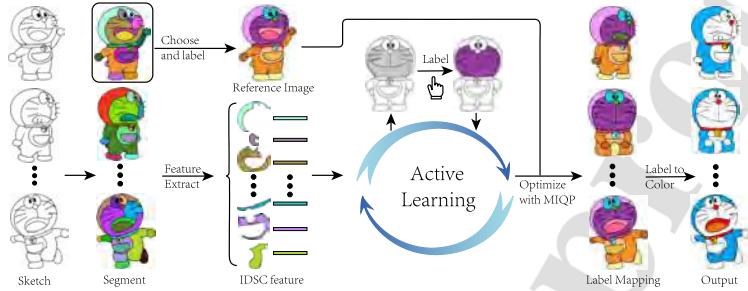 Choose
and label
Reference Image
Label
Feature
Extract
Active
Learning
Optimize
with MIQP
Label to
Color
Sketch
Segment
IDSC feature
Label Mapping
Output